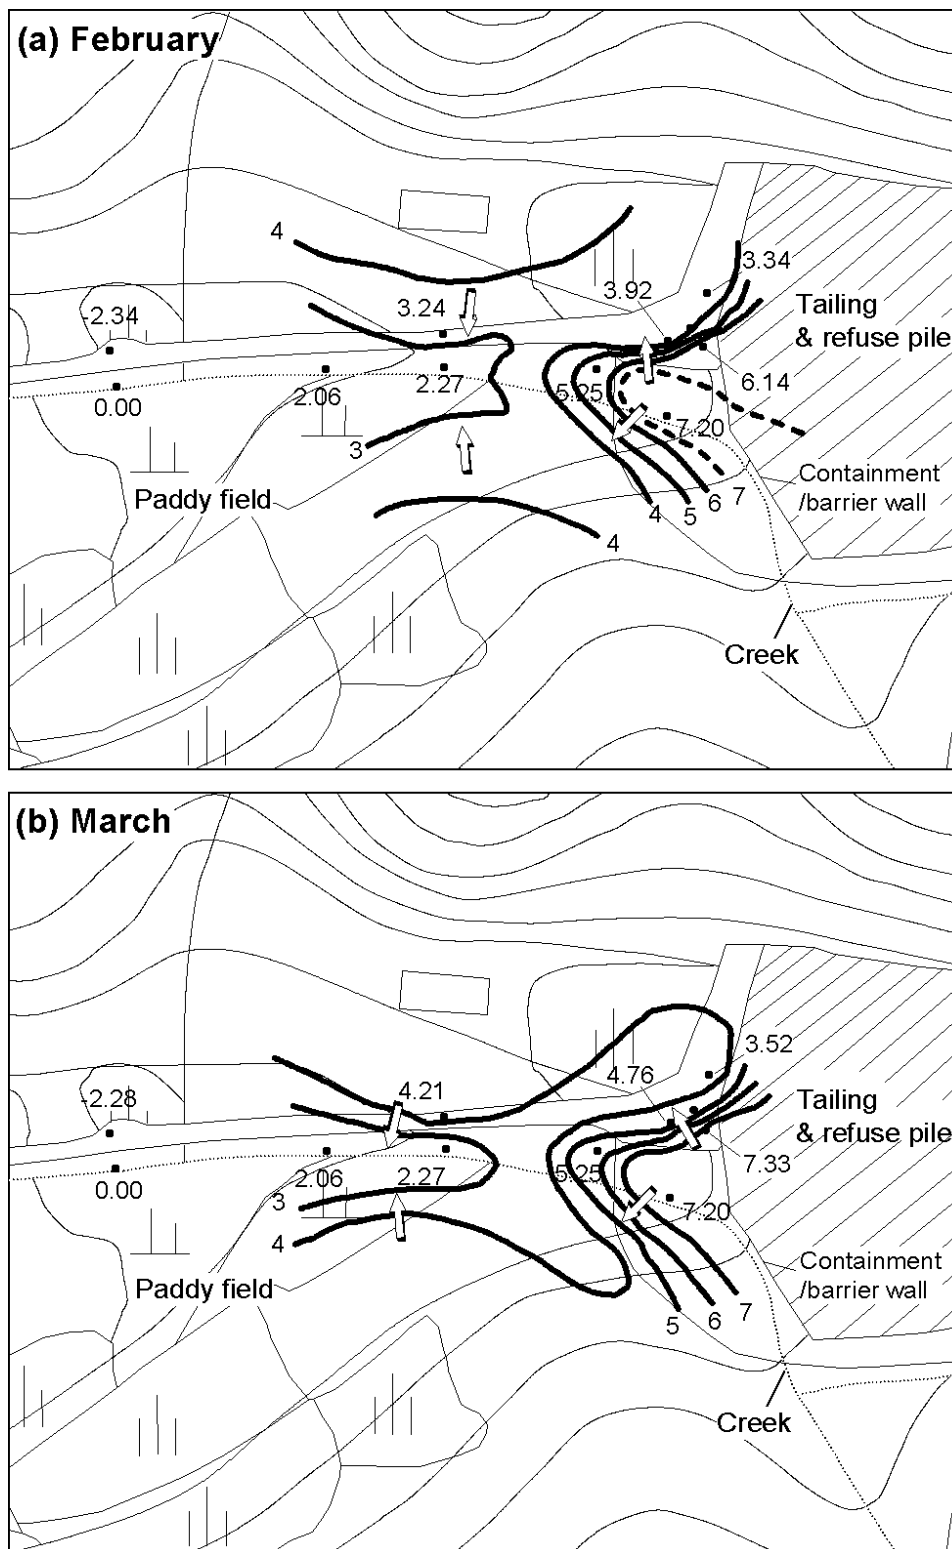 (a) February
4
3.34
3.92
Tailing
& refuse pile
-2.34
3.24
6.14
0.00
2.06
2.27
5.25
7.20
3
Containment
/barrier wall
Paddy field
4
5
6
7
4
Creek
(b) March
3.52
4.76
4.21
Tailing
& refuse pile
-2.28
7.33
0.00
2.06
2.27
5.25
3
7.20
4
Containment
/barrier wall
Paddy field
5
6
7
Creek